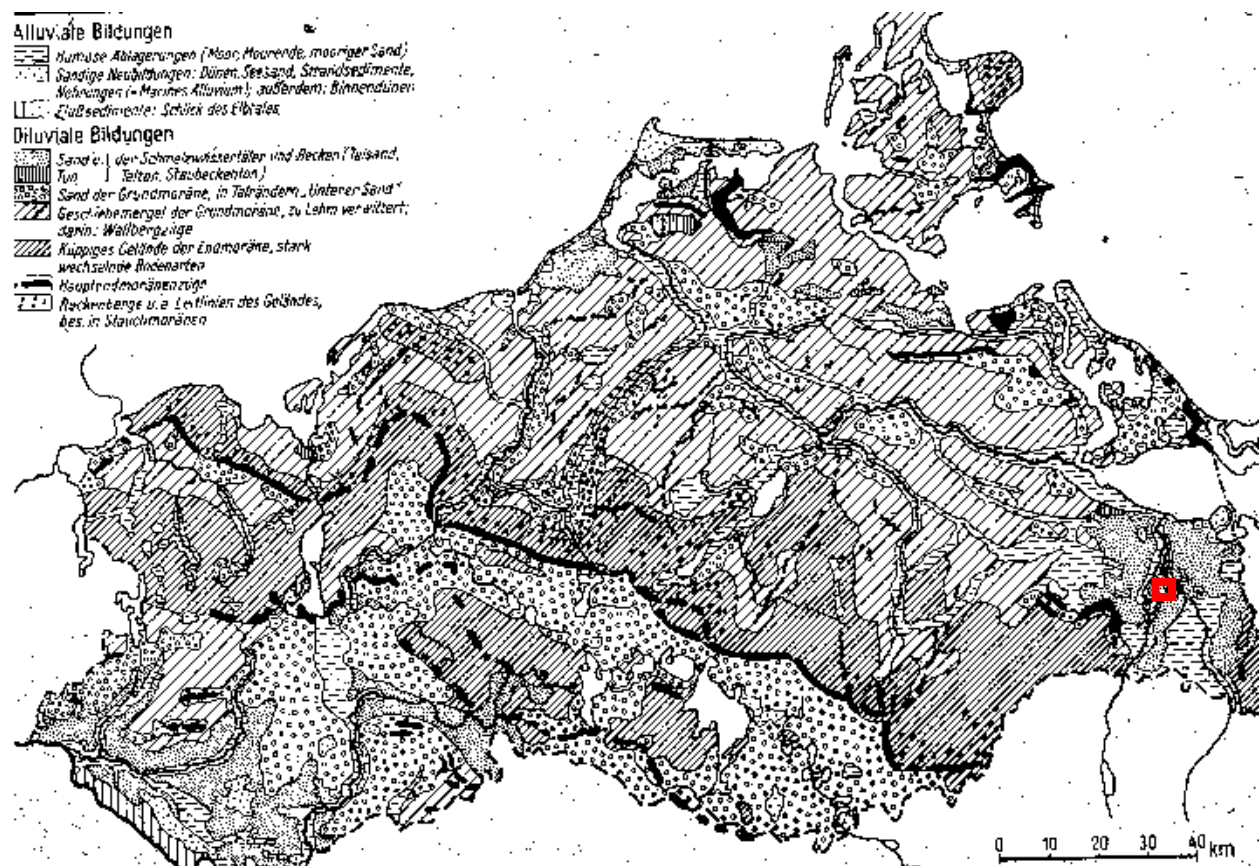 Alluviale Bildungen
Humose Ablagerungen (Moor, Moorerde, mooriger Sand)
Sandige Neubildungen: Dünen, Seesand, Strandsedimente,
Nehrungen (= Marines Alluvium); außerdem: Binnendünen
Flußsedimente: Schlick des Elbtales
Diluviale Bildungen
Sand u. } der Schmelzwassertäler und Becken (Talsand,
Ton } Talton, Staubeckenton)
Sand der Grundmoräne, in Talrändern „Unterer Sand"
Geschiebemergel der Grundmoräne, zu Lehm verwittert;
darin: Wallbergzüge
Kuppiges Gelände der Endmoräne, stark
wechselnde Bodenarten
Hauptendmoränenzüge
u. a. Leitlinien des Geländes,
bes. in Stauchmoränen
0 10 20 30 40 km